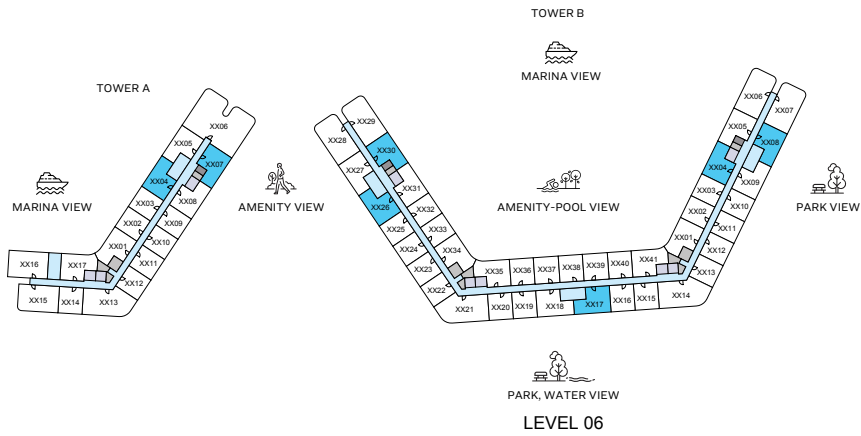 TOWER B
MARINA VIEW
TOWER A
XX06
XX05
XX07
XX04
XX08
XX03
XX09
XX02
XX10
XX01
XX11
XX12
XX16
XX17
XX15
XX14
XX13
MARINA VIEW
AMENITY VIEW
XX29
XX28
XX30
XX27
XX31
XX26
XX32
XX25
XX33
XX24
XX34
XX23
XX22
XX21
XX35
XX36
XX37
XX38
XX39
XX40
XX41
XX20
XX19
XX18
XX17
XX16
XX15
XX14
XX06
XX07
XX05
XX08
XX04
XX09
XX03
XX10
XX02
XX11
XX01
XX12
XX13
AMENITY-POOL VIEW
PARK VIEW
PARK, WATER VIEW
LEVEL 06